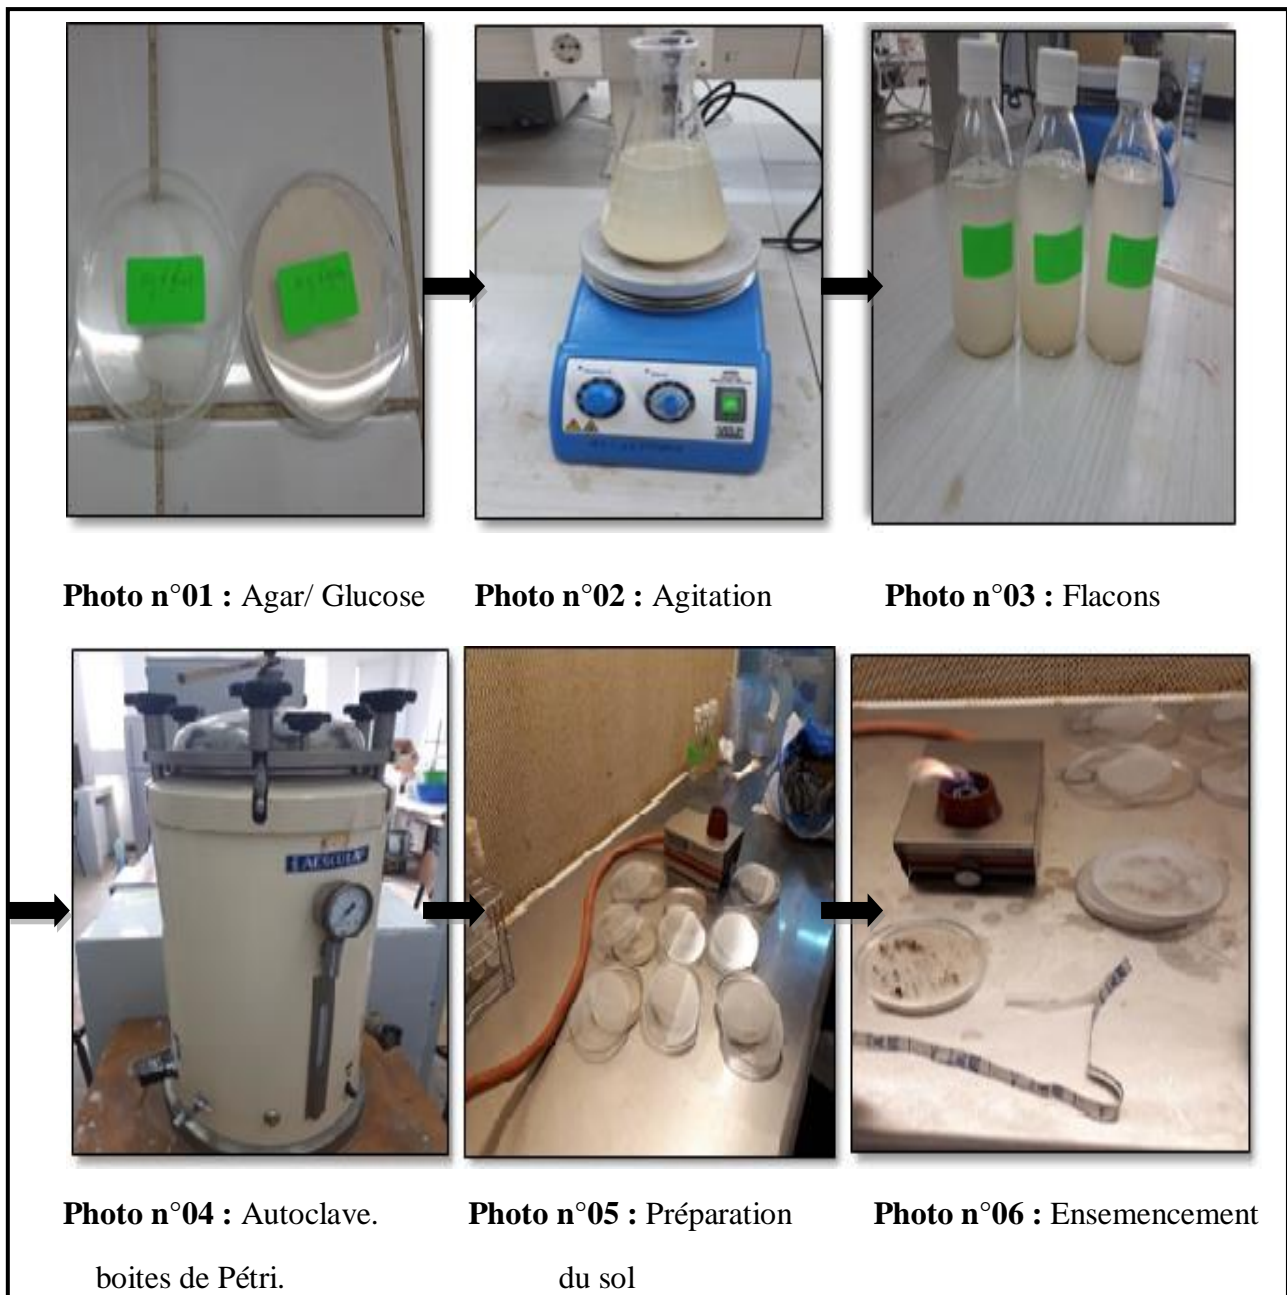 AESCULAP
Photo n°01 : Agar/ Glucose Photo n°02 : Agitation Photo n°03 : Flacons
Photo n°04 : Autoclave. Photo n°05 : Préparation Photo n°06 : Ensemencement
boites de Pétri. du sol